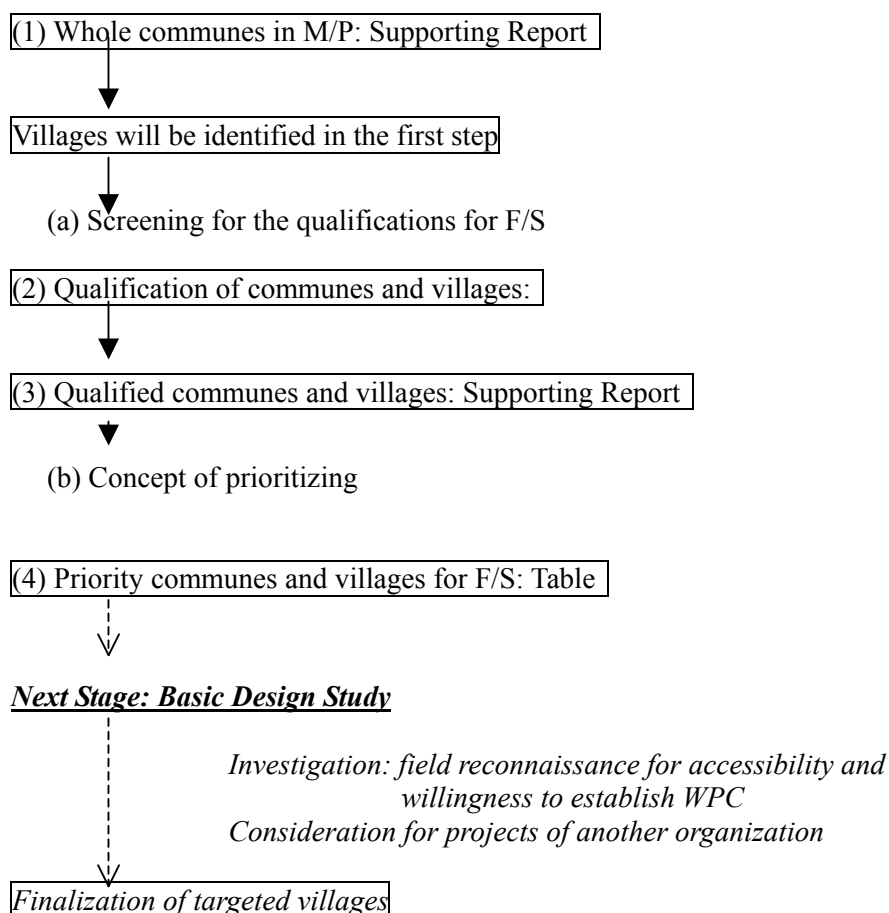 (1) Whole communes in M/P: Supporting Report
Villages will be identified in the first step
(a) Screening for the qualifications for F/S
(2) Qualification of communes and villages:
(3) Qualified communes and villages: Supporting Report
(b) Concept of prioritizing
(4) Priority communes and villages for F/S: Table
Next Stage: Basic Design Study
Investigation: field reconnaissance for accessibility and
willingness to establish WPC
Consideration for projects of another organization
Finalization of targeted villages